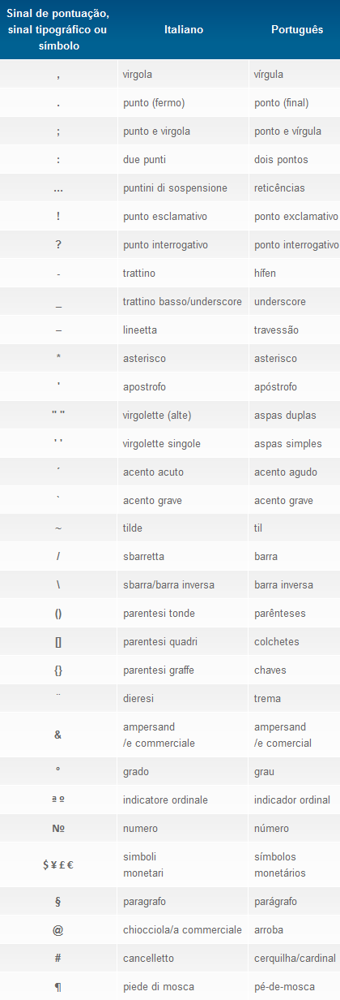 Sinal de pontuação,
sinal tipográfico ou
símbolo
Italiano
Português
, virgola vírgula
. punto (fermo) ponto (final)
; punto e virgola ponto e vírgula
: due punti dois pontos
... puntini di sospensione reticências
! punto esclamativo ponto exclamativo
? punto interrogativo ponto interrogativo
- trattino hífen
_ trattino basso/underscore underscore
– lineetta travessão
* asterisco asterisco
' apostrofo apóstrofo
" " virgolette (alte) aspas duplas
' ' virgolette singole aspas simples
´ acento acuto acento agudo
` acento grave acento grave
~ tilde til
/ sbarretta barra
\ sbarra/barra inversa barra inversa
() parentesi tonde parênteses
[] parentesi quadri colchetes
{} parentesi graffe chaves
¨ dieresi trema
& ampersand ampersand
/e commerciale /e comercial
° grado grau
ª º indicatore ordinale indicador ordinal
№ numero número
$ ¥ £ € simboli símbolos
monetari monetários
§ paragrafo parágrafo
@ chiocciola/a commerciale arroba
# cancelletto cerquilha/cardinal
¶ piede di mosca pé-de-mosca